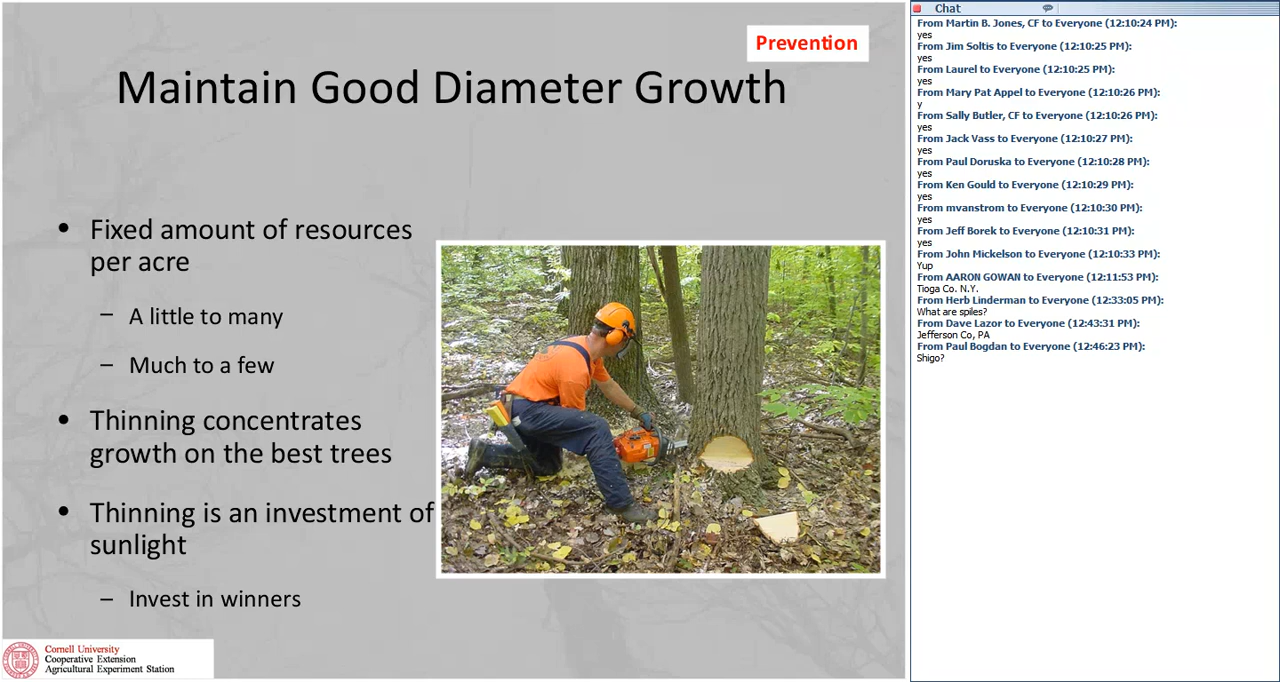 Prevention
Maintain Good Diameter Growth
• Fixed amount of resources
per acre
– A little to many
– Much to a few
• Thinning concentrates
growth on the best trees
• Thinning is an investment of
sunlight
– Invest in winners
Cornell University
Cooperative Extension
Agricultural Experiment Station
Chat
From Martin B. Jones, CF to Everyone (12:10:24 PM):
yes
From Jim Soltis to Everyone (12:10:25 PM):
yes
From Laurel to Everyone (12:10:25 PM):
yes
From Mary Pat Appel to Everyone (12:10:26 PM):
y
From Sally Butler, CF to Everyone (12:10:26 PM):
yes
From Jack Vass to Everyone (12:10:27 PM):
yes
From Paul Doruska to Everyone (12:10:28 PM):
yes
From Ken Gould to Everyone (12:10:29 PM):
yes
From mvanstrom to Everyone (12:10:30 PM):
yes
From Jeff Borek to Everyone (12:10:31 PM):
yes
From John Mickelson to Everyone (12:10:33 PM):
Yup
From AARON GOWAN to Everyone (12:11:53 PM):
Tioga Co. N.Y.
From Herb Linderman to Everyone (12:33:05 PM):
What are spiles?
From Dave Lazor to Everyone (12:43:31 PM):
Jefferson Co, PA
From Paul Bogdan to Everyone (12:46:23 PM):
Shigo?